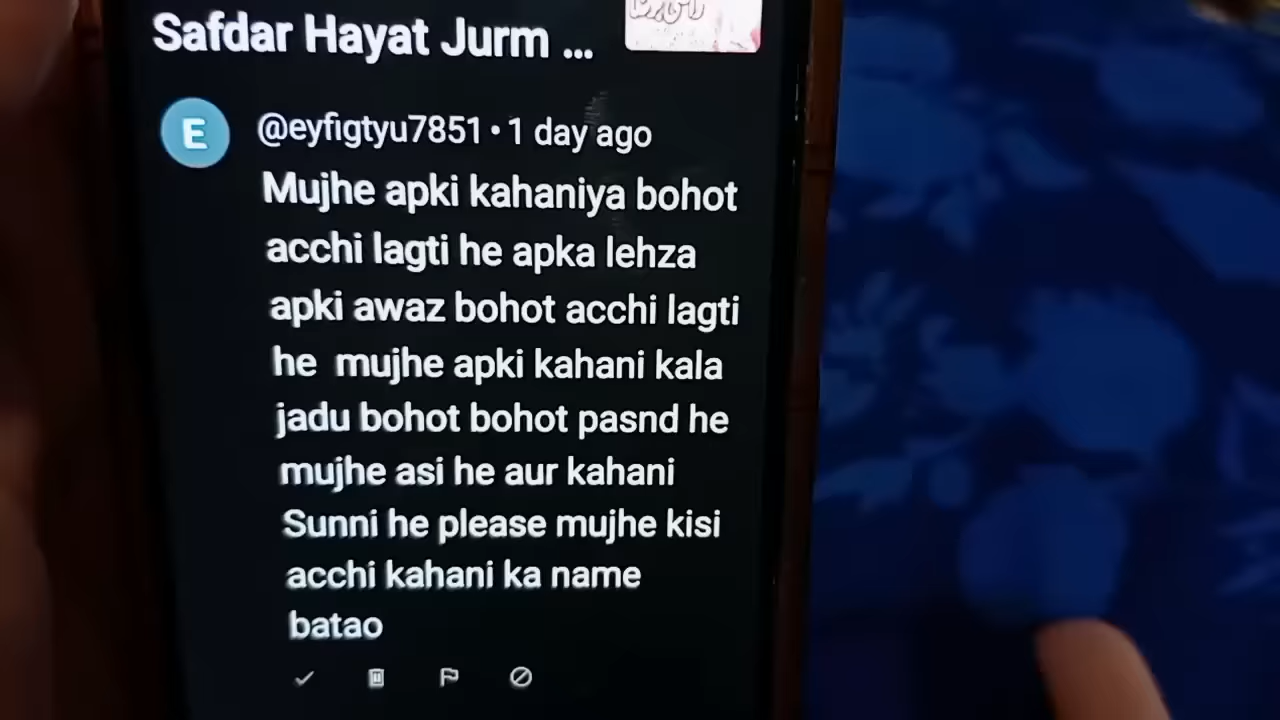 Safdar Hayat Jurm ...
E
@eyfigtyu7851 • 1 day ago
Mujhe apki kahaniya bohot
acchi lagti he apka lehza
apki awaz bohot acchi lagti
he mujhe apki kahani kala
jadu bohot bohot pasnd he
mujhe asi he aur kahani
Sunni he please mujhe kisi
acchi kahani ka name
batao